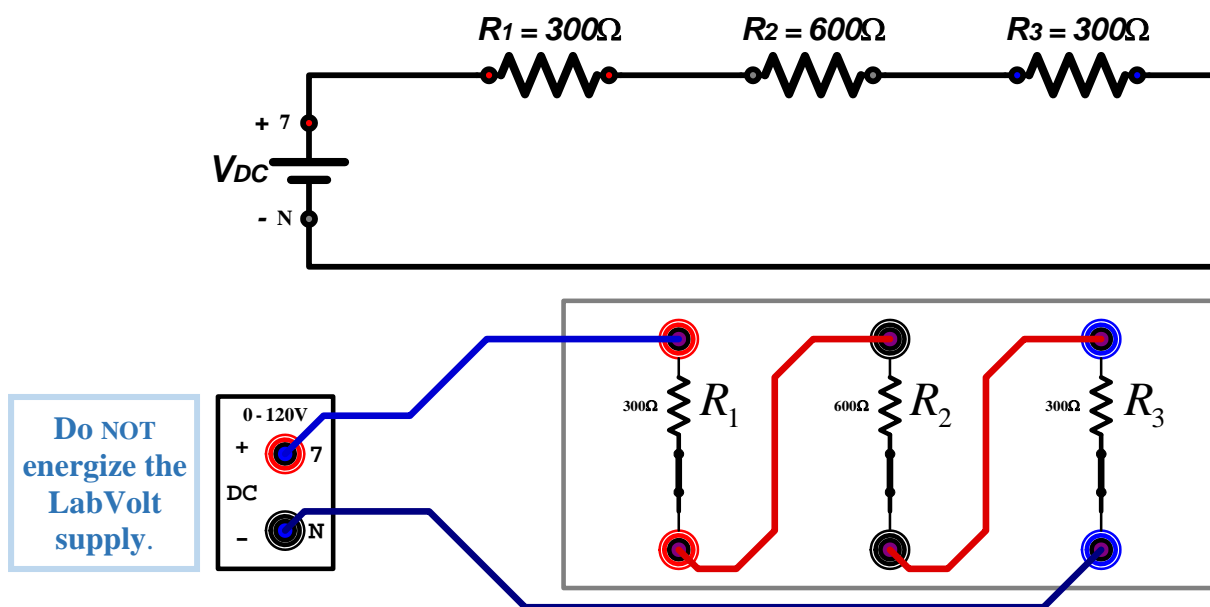 R1 = 300Ω R2 = 600Ω R3 = 300Ω
+ 7
VDC
- N
Do NOT
energize the
LabVolt
supply.
0 - 120V
+ 7
DC
- N
300Ω R1 600Ω R2 300Ω R3